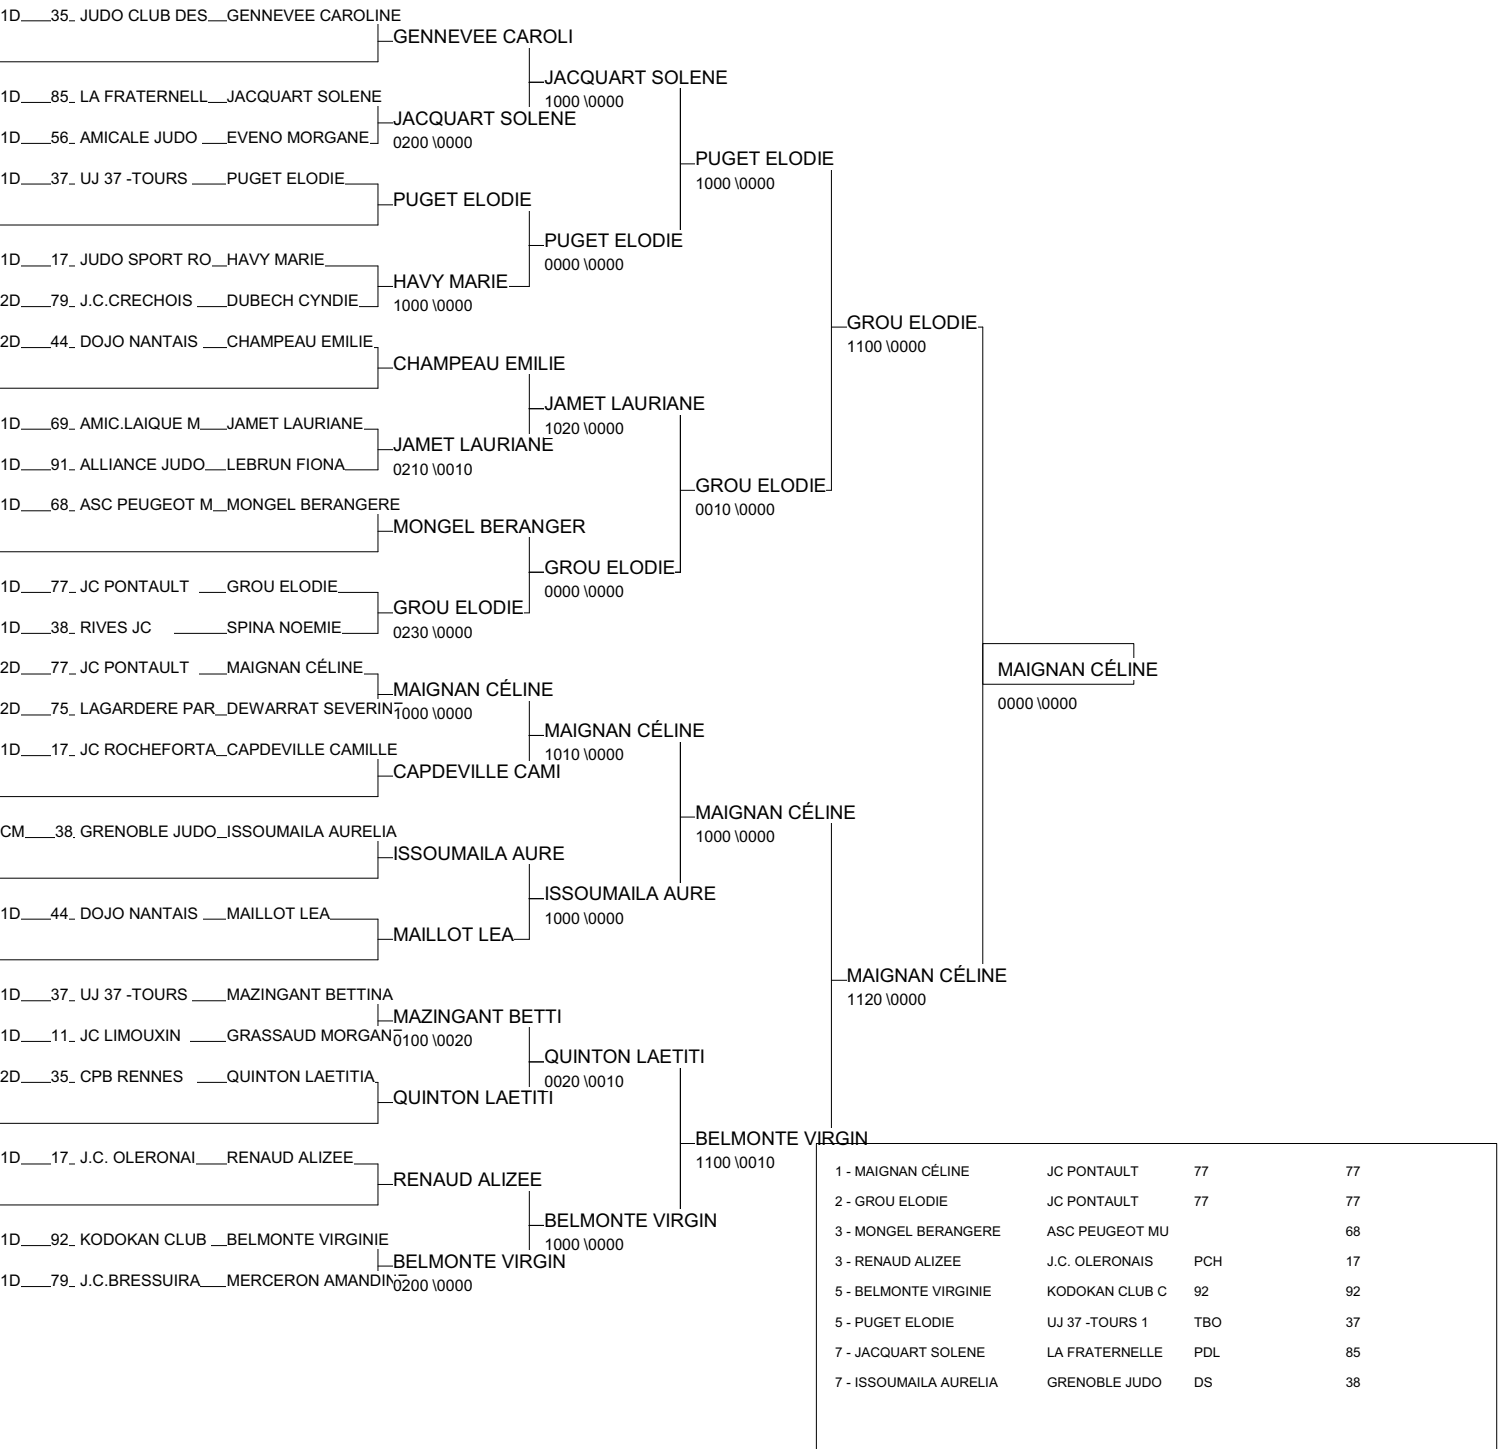 1D 35 JUDO CLUB DES GENNEVEE CAROLINE
GENNEVEE CAROLI
JACQUART SOLENE
1000 \0000
1D 85 LA FRATERNELL JACQUART SOLENE
JACQUART SOLENE
0200 \0000
1D 56 AMICALE JUDO EVENO MORGANE
PUGET ELODIE
1000 \0000
1D 37 UJ 37 -TOURS PUGET ELODIE
PUGET ELODIE
PUGET ELODIE
0000 \0000
1D 17 JUDO SPORT RO HAVY MARIE
HAVY MARIE
1000 \0000
2D 79 J.C.CRECHOIS DUBECH CYNDIE
GROU ELODIE
1100 \0000
2D 44 DOJO NANTAIS CHAMPEAU EMILIE
CHAMPEAU EMILIE
JAMET LAURIANE
1020 \0000
1D 69 AMIC.LAIQUE M JAMET LAURIANE
JAMET LAURIANE
0210 \0010
1D 91 ALLIANCE JUDO LEBRUN FIONA
GROU ELODIE
0010 \0000
1D 68 ASC PEUGEOT M MONGEL BERANGERE
MONGEL BERANGER
GROU ELODIE
0000 \0000
1D 77 JC PONTAULT GROU ELODIE
GROU ELODIE
0230 \0000
1D 38 RIVES JC SPINA NOEMIE
MAIGNAN CÉLINE
0000 \0000
2D 77 JC PONTAULT MAIGNAN CÉLINE
MAIGNAN CÉLINE
1000 \0000
2D 75 LAGARDERE PAR DEWARRAT SEVERIN
MAIGNAN CÉLINE
1010 \0000
1D 17 JC ROCHEFORTA CAPDEVILLE CAMILLE
CAPDEVILLE CAMI
MAIGNAN CÉLINE
1000 \0000
CM 38 GRENOBLE JUDO ISSOUMAILA AURELIA
ISSOUMAILA AURE
ISSOUMAILA AURE
1000 \0000
1D 44 DOJO NANTAIS MAILLOT LEA
MAILLOT LEA
MAIGNAN CÉLINE
1120 \0000
1D 37 UJ 37 -TOURS MAZINGANT BETTINA
MAZINGANT BETTI
0100 \0020
1D 11 JC LIMOUXIN GRASSAUD MORGAN
QUINTON LAETITI
0020 \0010
2D 35 CPB RENNES QUINTON LAETITIA
QUINTON LAETITI
BELMONTE VIRGIN
1100 \0010
1D 17 J.C. OLERONAI RENAUD ALIZEE
RENAUD ALIZEE
BELMONTE VIRGIN
1000 \0000
1D 92 KODOKAN CLUB BELMONTE VIRGINIE
BELMONTE VIRGIN
0200 \0000
1D 79 J.C.BRESSUIRA MERCERON AMANDIN
1 - MAIGNAN CÉLINE JC PONTAULT 77 77
2 - GROU ELODIE JC PONTAULT 77 77
3 - MONGEL BERANGERE ASC PEUGEOT MU 68
3 - RENAUD ALIZEE J.C. OLERONAIS PCH 17
5 - BELMONTE VIRGINIE KODOKAN CLUB C 92 92
5 - PUGET ELODIE UJ 37 -TOURS 1 TBO 37
7 - JACQUART SOLENE LA FRATERNELLE PDL 85
7 - ISSOUMAILA AURELIA GRENOBLE JUDO DS 38